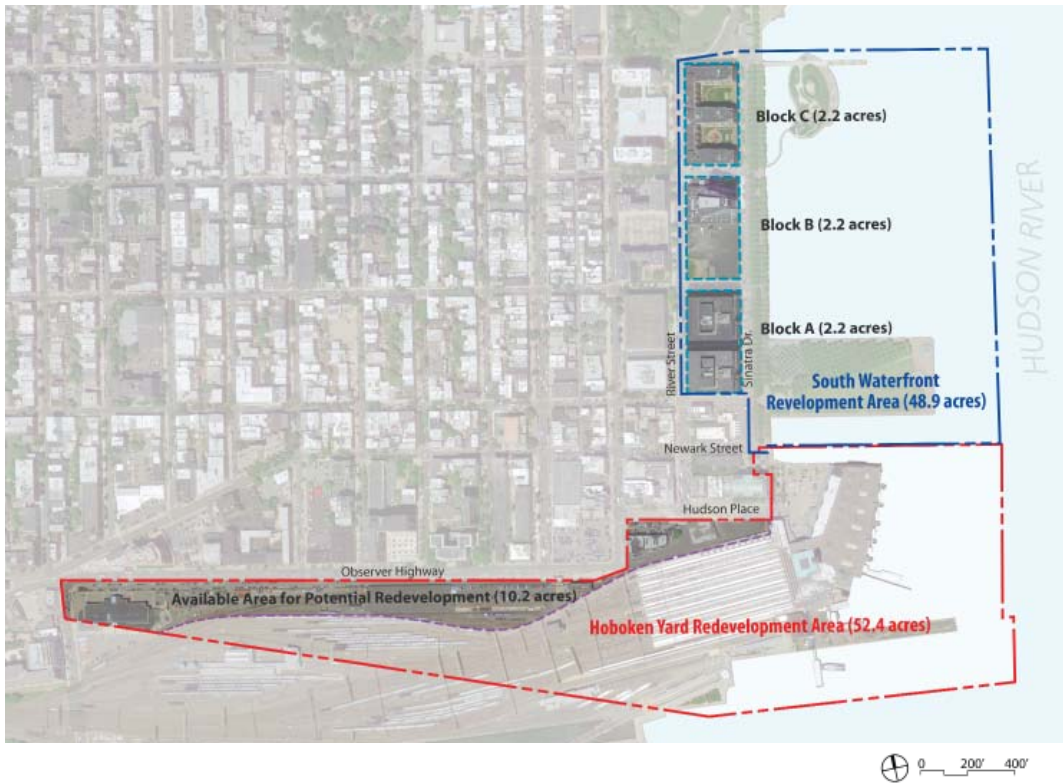 Block C (2.2 acres)
HUDSON RIVER
Block B (2.2 acres)
River Street
Sinatra Dr.
Block A (2.2 acres)
South Waterfront
Revelopment Area (48.9 acres)
Newark Street
Hudson Place
Observer Highway
Available Area for Potential Redevelopment (10.2 acres)
Hoboken Yard Redevelopment Area (52.4 acres)
0 200' 400'